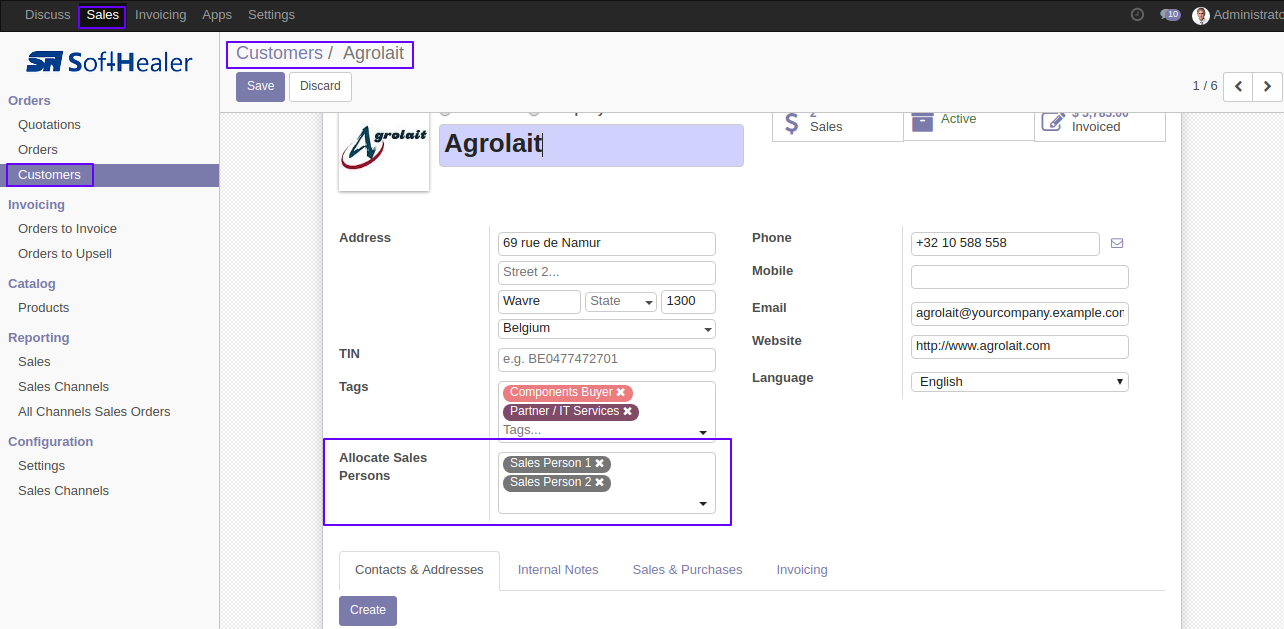 Discuss Sales Invoicing Apps Settings 10 Administrato
SoftHealer
Customers / Agrolait
Save Discard 1 / 6
Orders
Quotations
Orders
Customers
Invoicing
Orders to Invoice
Orders to Upsell
Catalog
Products
Reporting
Sales
Sales Channels
All Channels Sales Orders
Configuration
Settings
Sales Channels
Agrolait
Agrolait
Sales
Active
Invoiced
Address
69 rue de Namur
Street 2...
Wavre State 1300
Belgium
TIN
e.g. BE0477472701
Tags
Components Buyer ✖
Partner / IT Services ✖
Tags...
Allocate Sales
Persons
Sales Person 1 ✖
Sales Person 2 ✖
Phone
+32 10 588 558
Mobile
Email
agrolait@yourcompany.example.con
Website
http://www.agrolait.com
Language
English
Contacts & Addresses Internal Notes Sales & Purchases Invoicing
Create